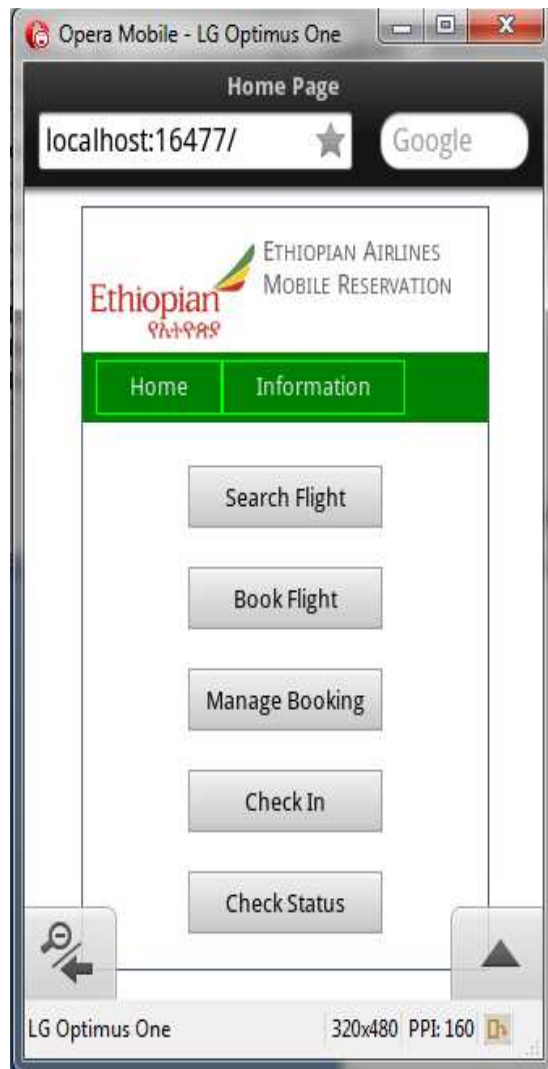 Opera Mobile - LG Optimus One
Home Page
localhost:16477/
Google
Ethiopian
የኢትዮጵያ
ETHIOPIAN AIRLINES
MOBILE RESERVATION
Home
Information
Search Flight
Book Flight
Manage Booking
Check In
Check Status
LG Optimus One
320x480 PPI: 160